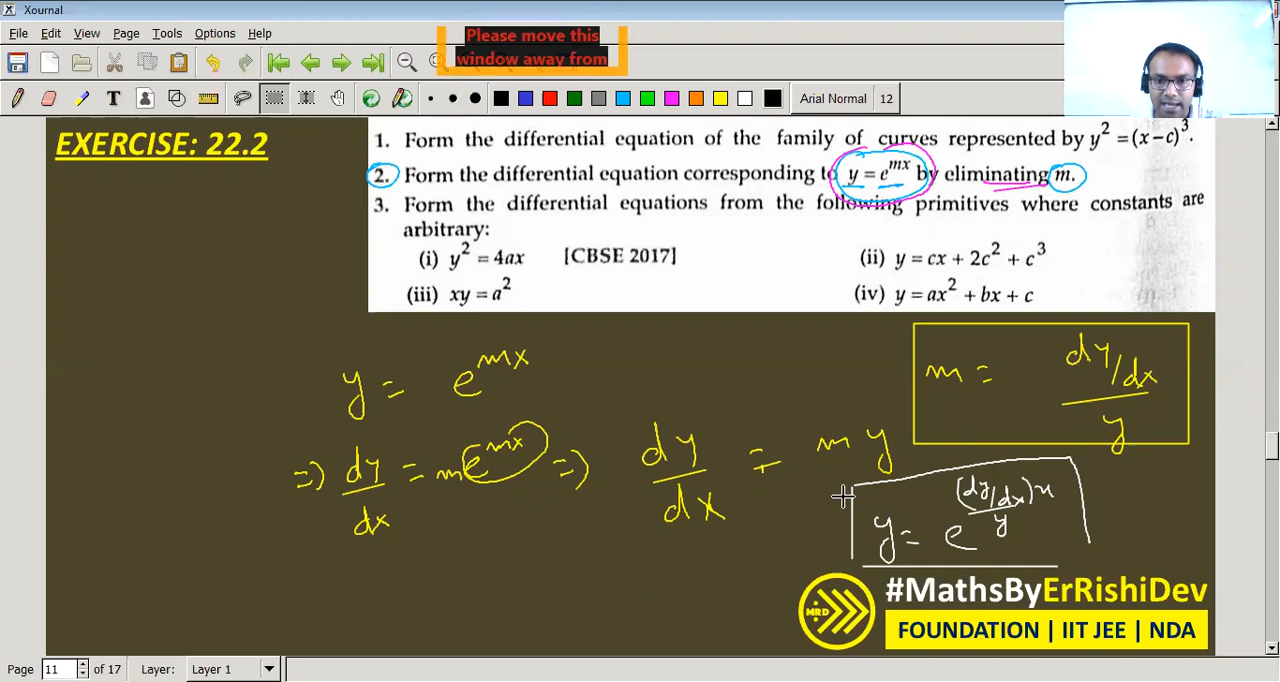 Xournal
File Edit View Page Tools Options Help
Please move this
window away from
Arial Normal 12
EXERCISE: 22.2
1. Form the differential equation of the family of curves represented by y² = (x−c)³.
2. Form the differential equation corresponding to y = e^{mx} by eliminating m.
3. Form the differential equations from the following primitives where constants are
arbitrary:
(i) y² = 4ax [CBSE 2017] (ii) y = cx + 2c² + c³
(iii) xy = a² (iv) y = ax² + bx + c
y = e^{mx}
m = (dy/dx)/y
=> dy/dx = me^{mx} => dy/dx = my
y = e^{((dy/dx)x)/y}
MRD
#MathsByErRishiDev
FOUNDATION | IIT JEE | NDA
Page 11 of 17 Layer: Layer 1